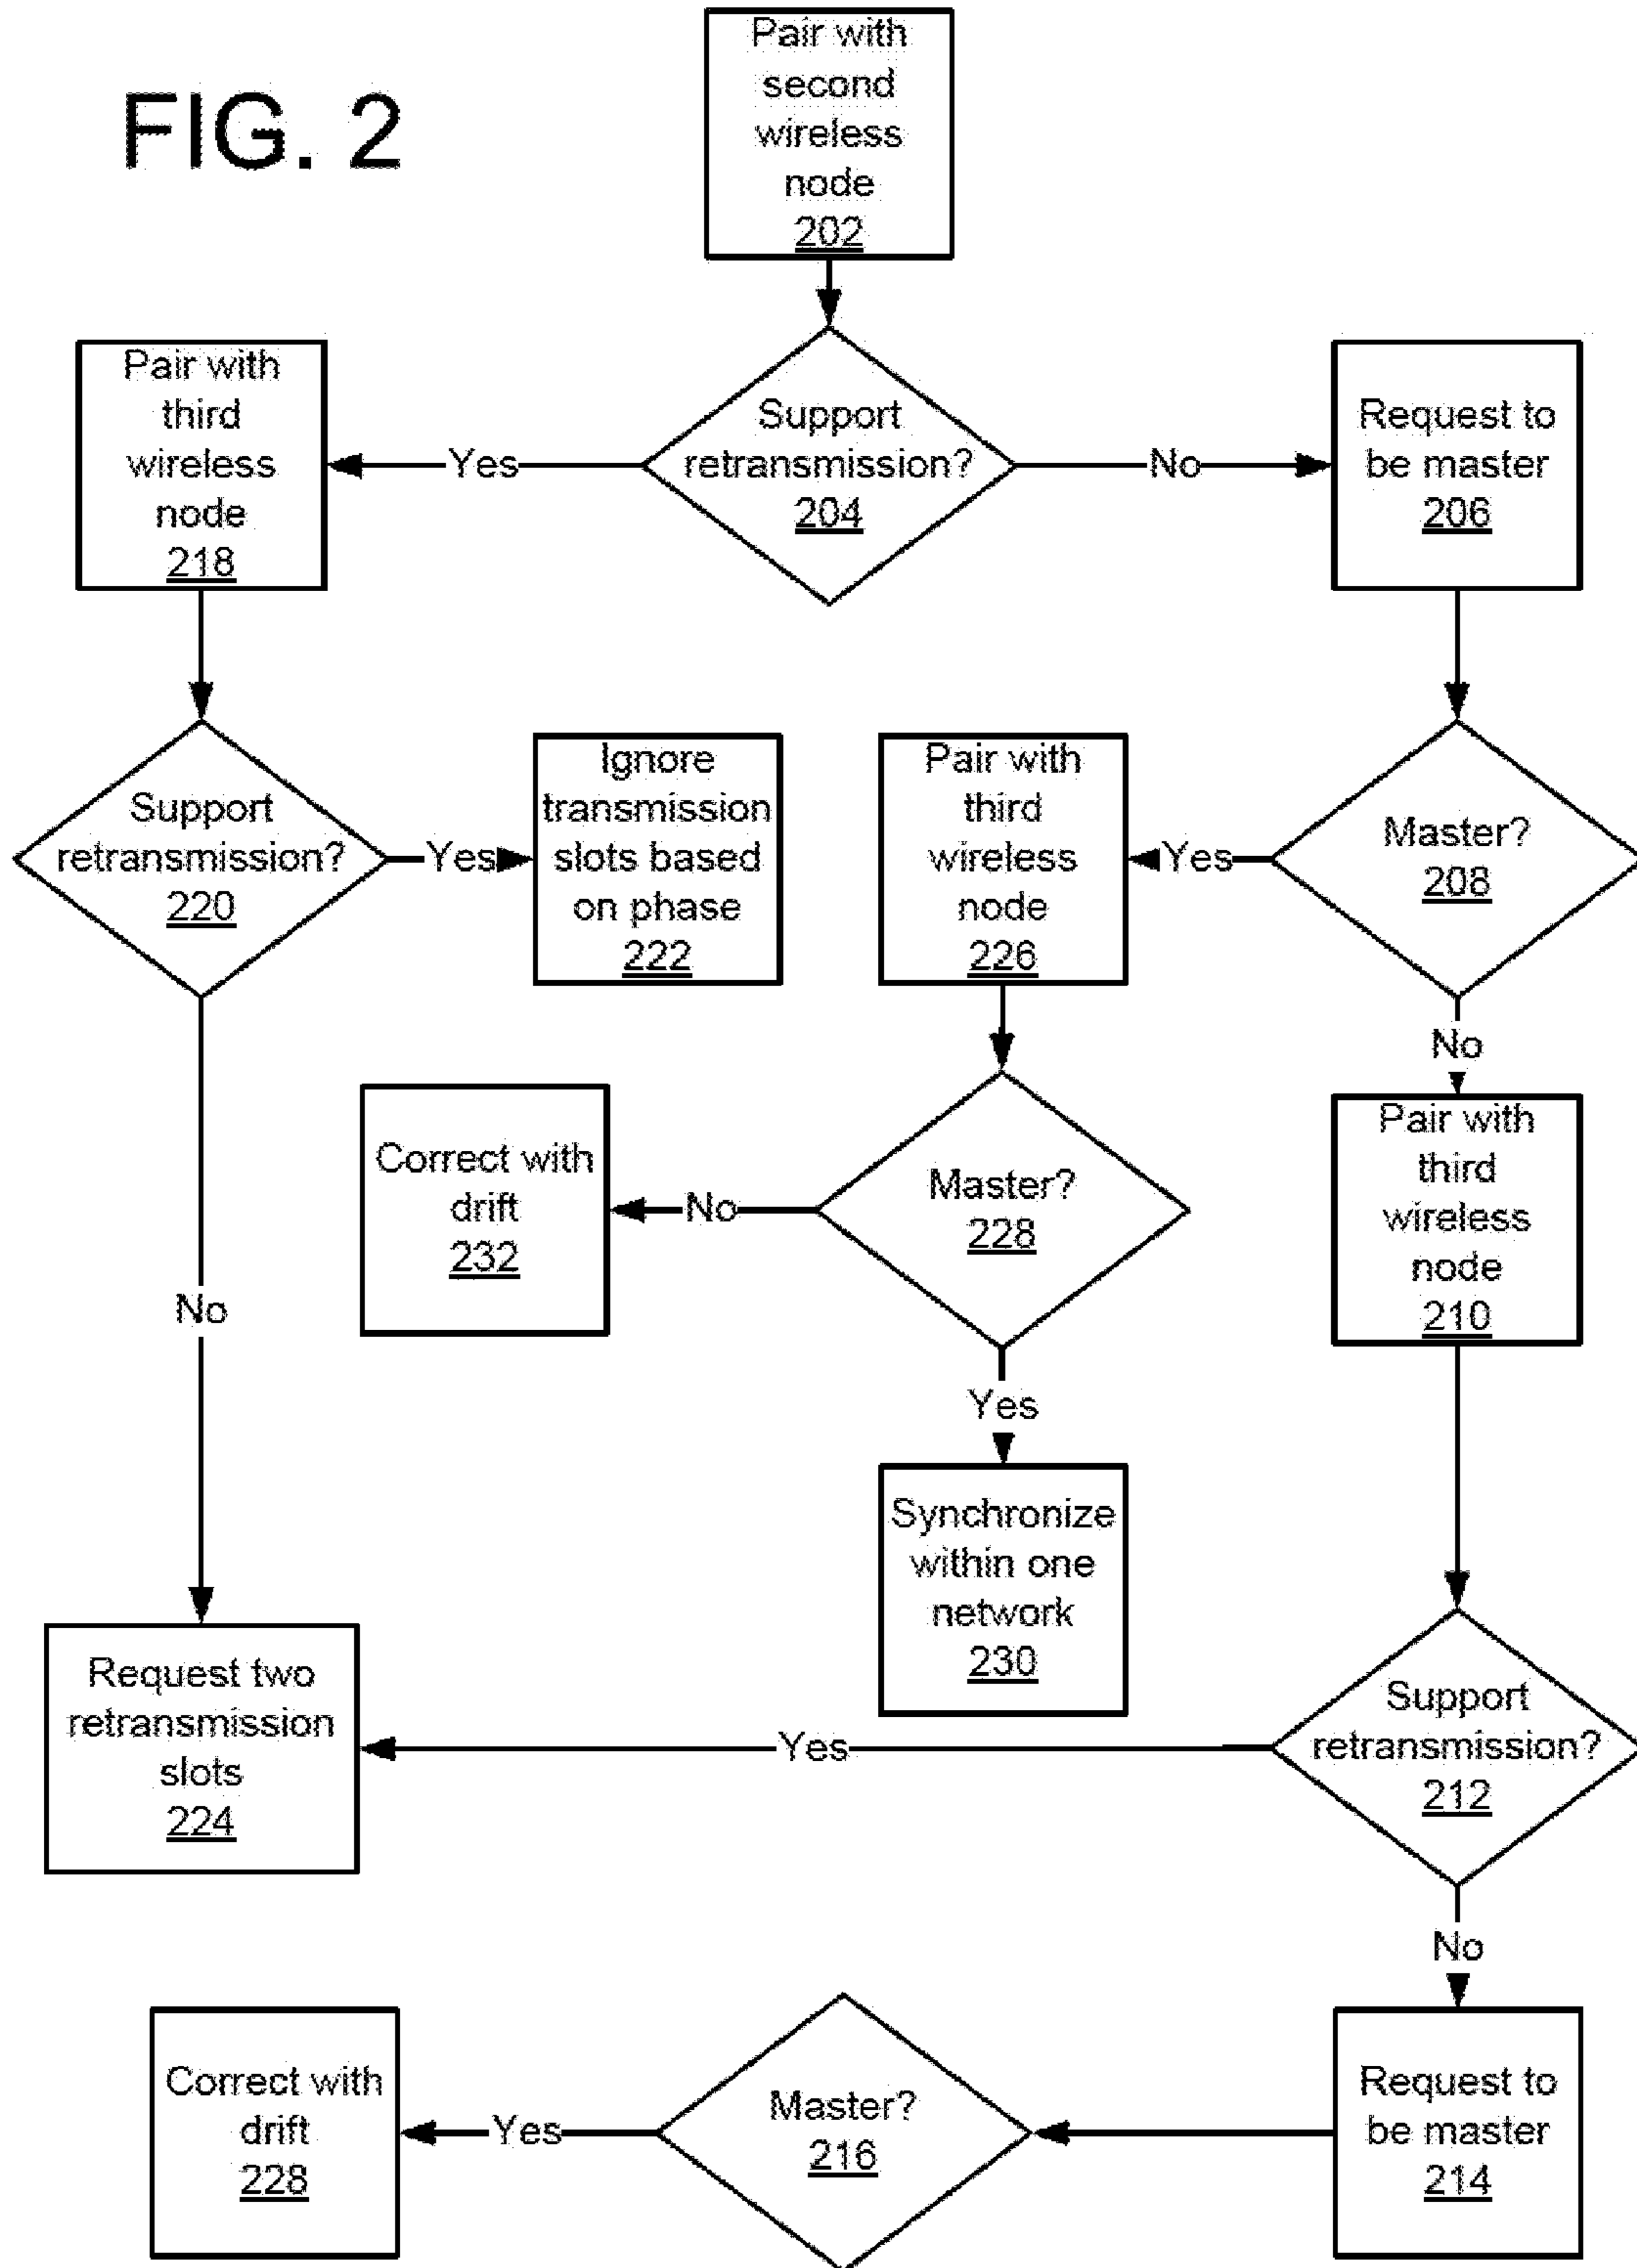 FIG. 2
Pair with
second
wireless
node
202
Pair with
third
wireless
node
218
Yes
Support
retransmission?
204
No
Request to
be master
206
Support
retransmission?
220
Yes
Ignore
transmission
slots based
on phase
222
Pair with
third
wireless
node
226
Yes
Master?
208
No
No
Correct with
drift
232
No
Master?
228
Pair with
third
wireless
node
210
Yes
Synchronize
within one
network
230
Request two
retransmission
slots
224
Yes
Support
retransmission?
212
No
Correct with
drift
228
Yes
Master?
216
Request to
be master
214